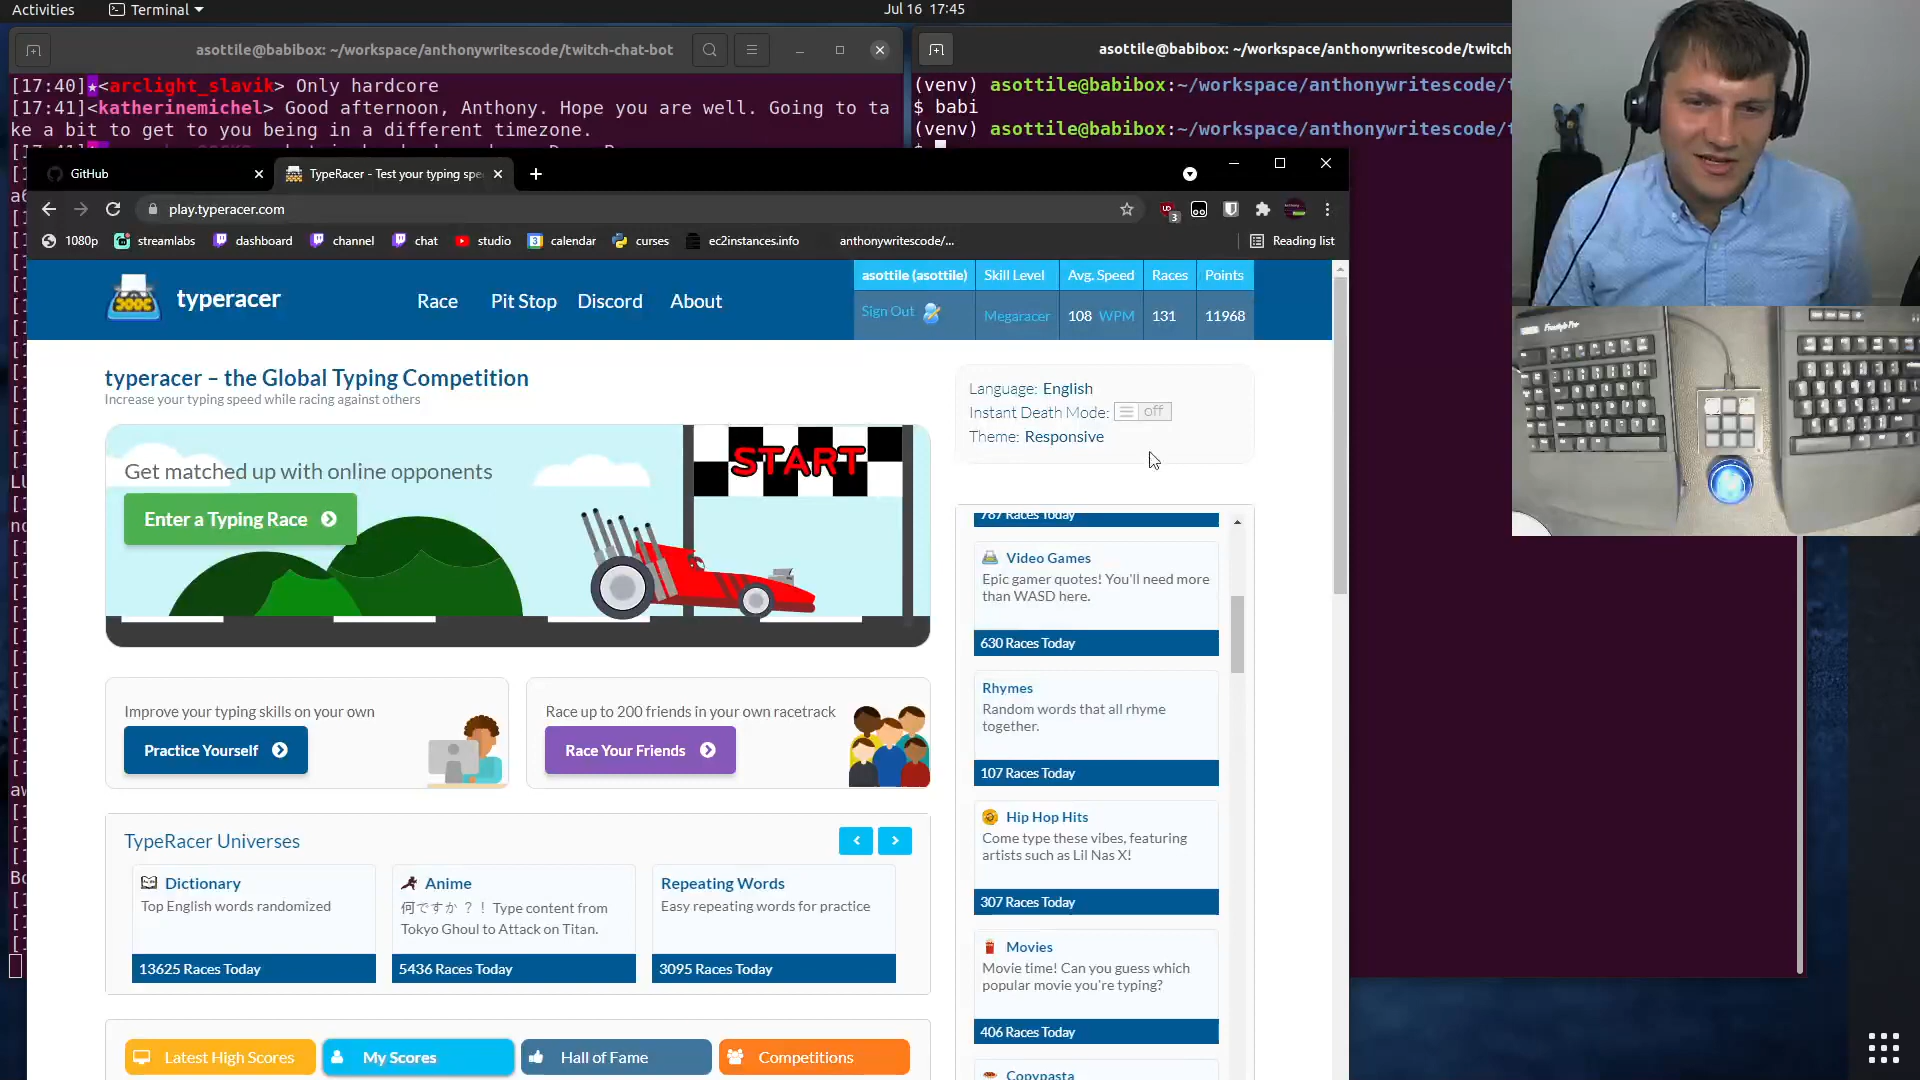 Activities
Terminal
Jul 16 17:45
asottile@babibox: ~/workspace/anthonywritescode/twitch-chat-bot
asottile@babibox: ~/workspace/anthonywritescode/twitch
[17:40]★<arclight_slavik> Only hardcore
[17:41]<katherinemichel> Good afternoon, Anthony. Hope you are well. Going to ta
ke a bit to get to you being in a different timezone.
(venv) asottile@babibox:~/workspace/anthonywritescode/t
$ babi
(venv) asottile@babibox:~/workspace/anthonywritescode/t
$
GitHub
TypeRacer - Test your typing spe
play.typeracer.com
1080p
streamlabs
dashboard
channel
chat
studio
calendar
curses
ec2instances.info
anthonywritescode/...
Reading list
typeracer
Race
Pit Stop
Discord
About
asottile (asottile)
Skill Level
Avg. Speed
Races
Points
Sign Out
Megaracer
108 WPM
131
11968
typeracer – the Global Typing Competition
Increase your typing speed while racing against others
Get matched up with online opponents
START
Enter a Typing Race
Language: English
Instant Death Mode: off
Theme: Responsive
787 Races Today
Video Games
Epic gamer quotes! You'll need more
than WASD here.
630 Races Today
Rhymes
Random words that all rhyme
together.
107 Races Today
Hip Hop Hits
Come type these vibes, featuring
artists such as Lil Nas X!
307 Races Today
Movies
Movie time! Can you guess which
popular movie you're typing?
406 Races Today
Copypasta
Improve your typing skills on your own
Practice Yourself
Race up to 200 friends in your own racetrack
Race Your Friends
TypeRacer Universes
Dictionary
Top English words randomized
13625 Races Today
Anime
何ですか？！ Type content from
Tokyo Ghoul to Attack on Titan.
5436 Races Today
Repeating Words
Easy repeating words for practice
3095 Races Today
Latest High Scores
My Scores
Hall of Fame
Competitions
Freestyle Pro